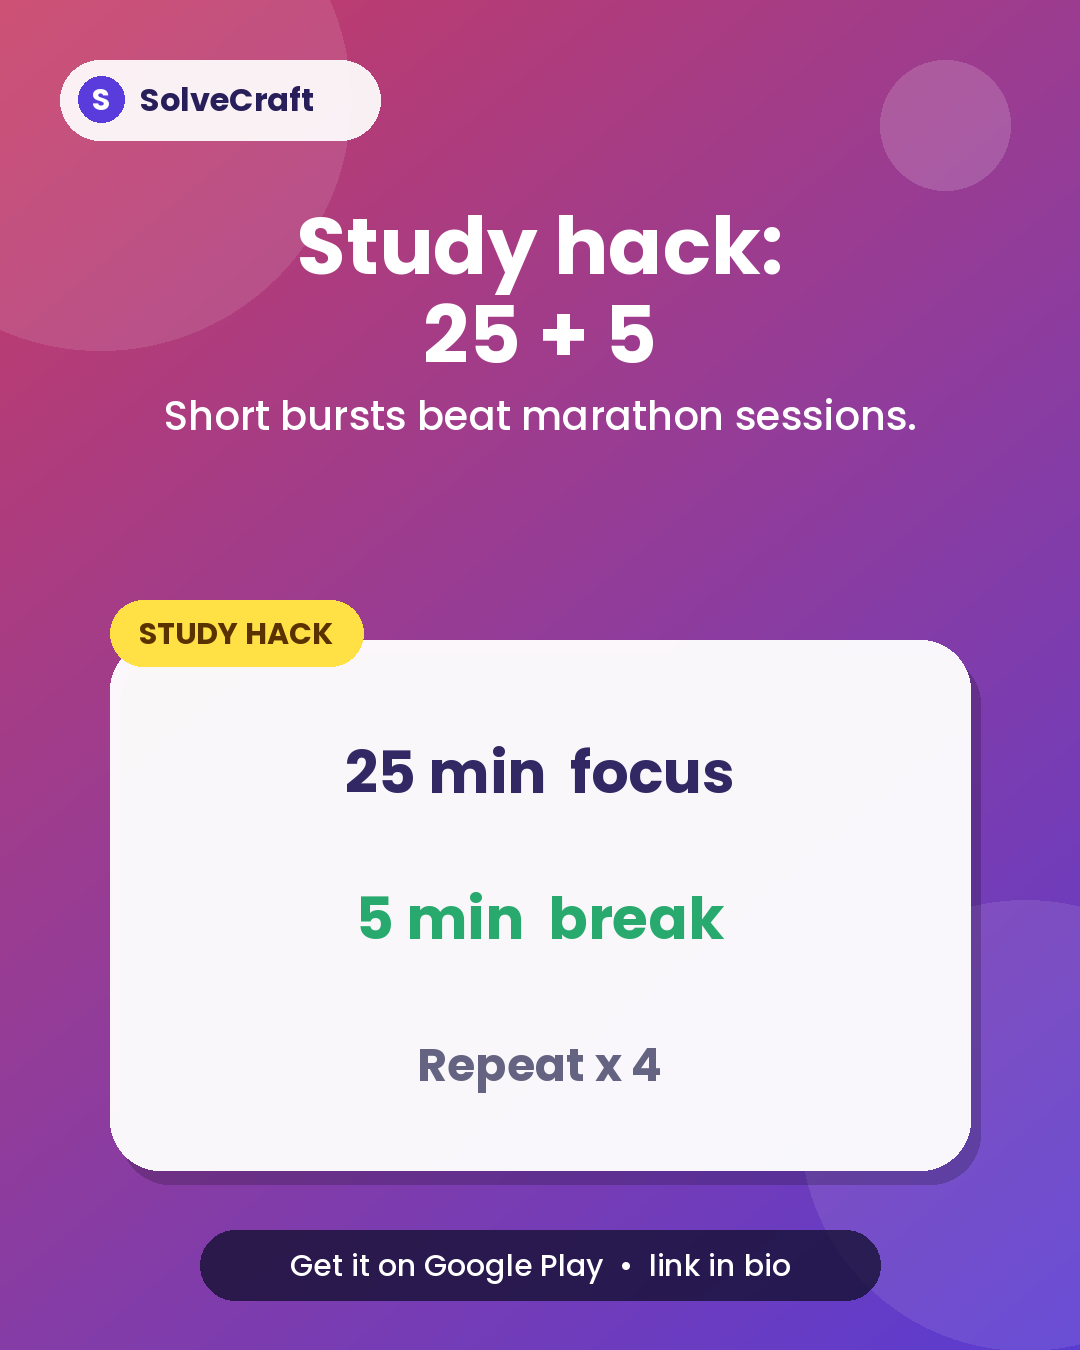 S SolveCraft
Study hack:
25 + 5
Short bursts beat marathon sessions.
STUDY HACK
25 min focus
5 min break
Repeat x 4
Get it on Google Play • link in bio